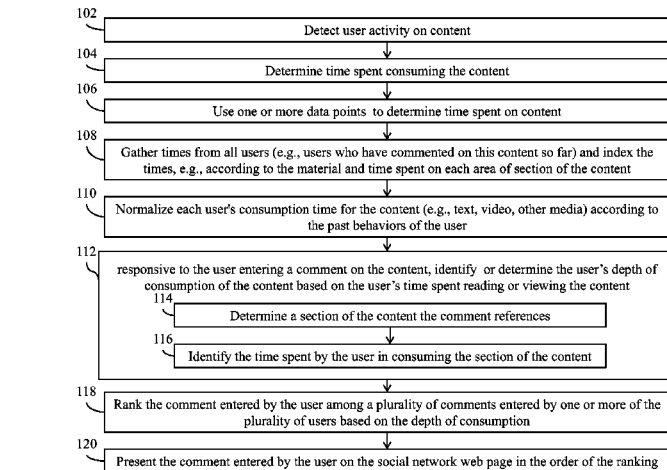 102
Detect user activity on content
104
Determine time spent consuming the content
106
Use one or more data points to determine time spent on content
108
Gather times from all users (e.g., users who have commented on this content so far) and index the
times, e.g., according to the material and time spent on each area of section of the content
110
Normalize each user's consumption time for the content (e.g., text, video, other media) according to
the past behaviors of the user
112
responsive to the user entering a comment on the content, identify or determine the user's depth of
consumption of the content based on the user's time spent reading or viewing the content
114
Determine a section of the content the comment references
116
Identify the time spent by the user in consuming the section of the content
118
Rank the comment entered by the user among a plurality of comments entered by one or more of the
plurality of users based on the depth of consumption
120
Present the comment entered by the user on the social network web page in the order of the ranking